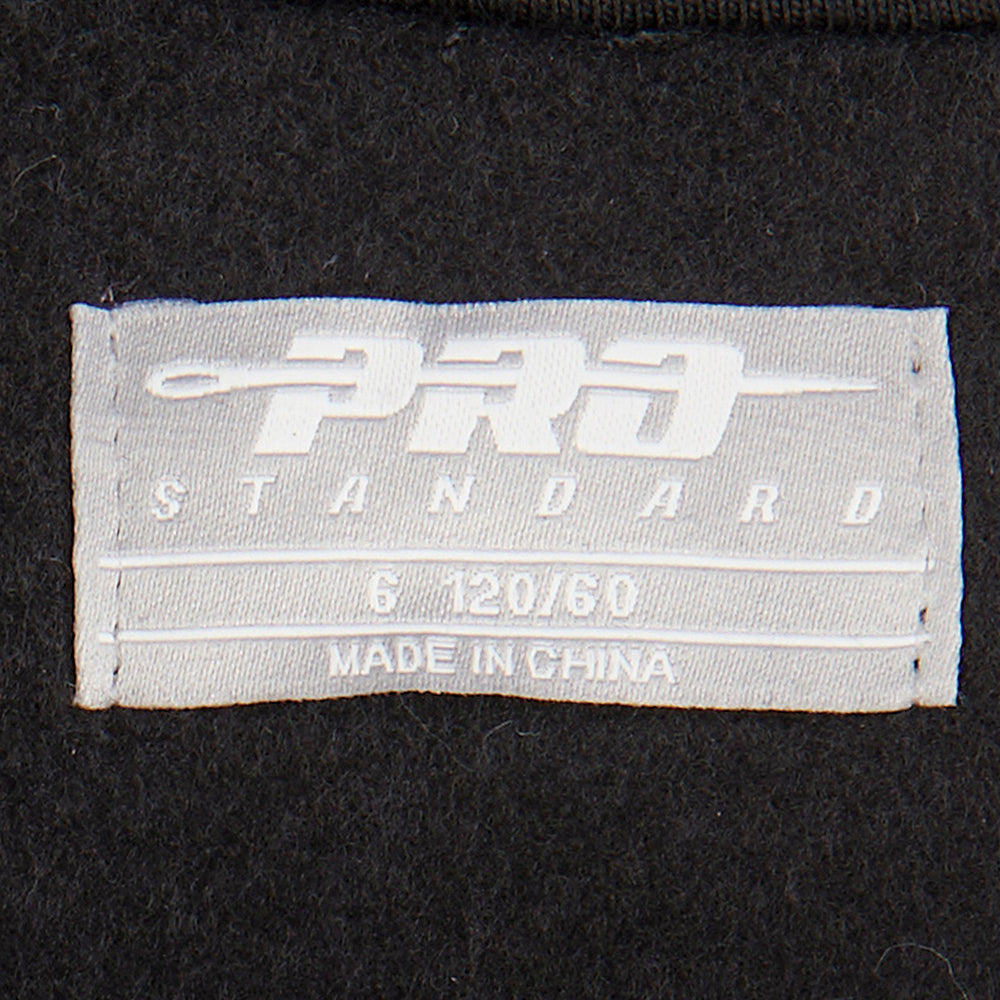 PRO
STANDARD
6 120/60
MADE IN CHINA